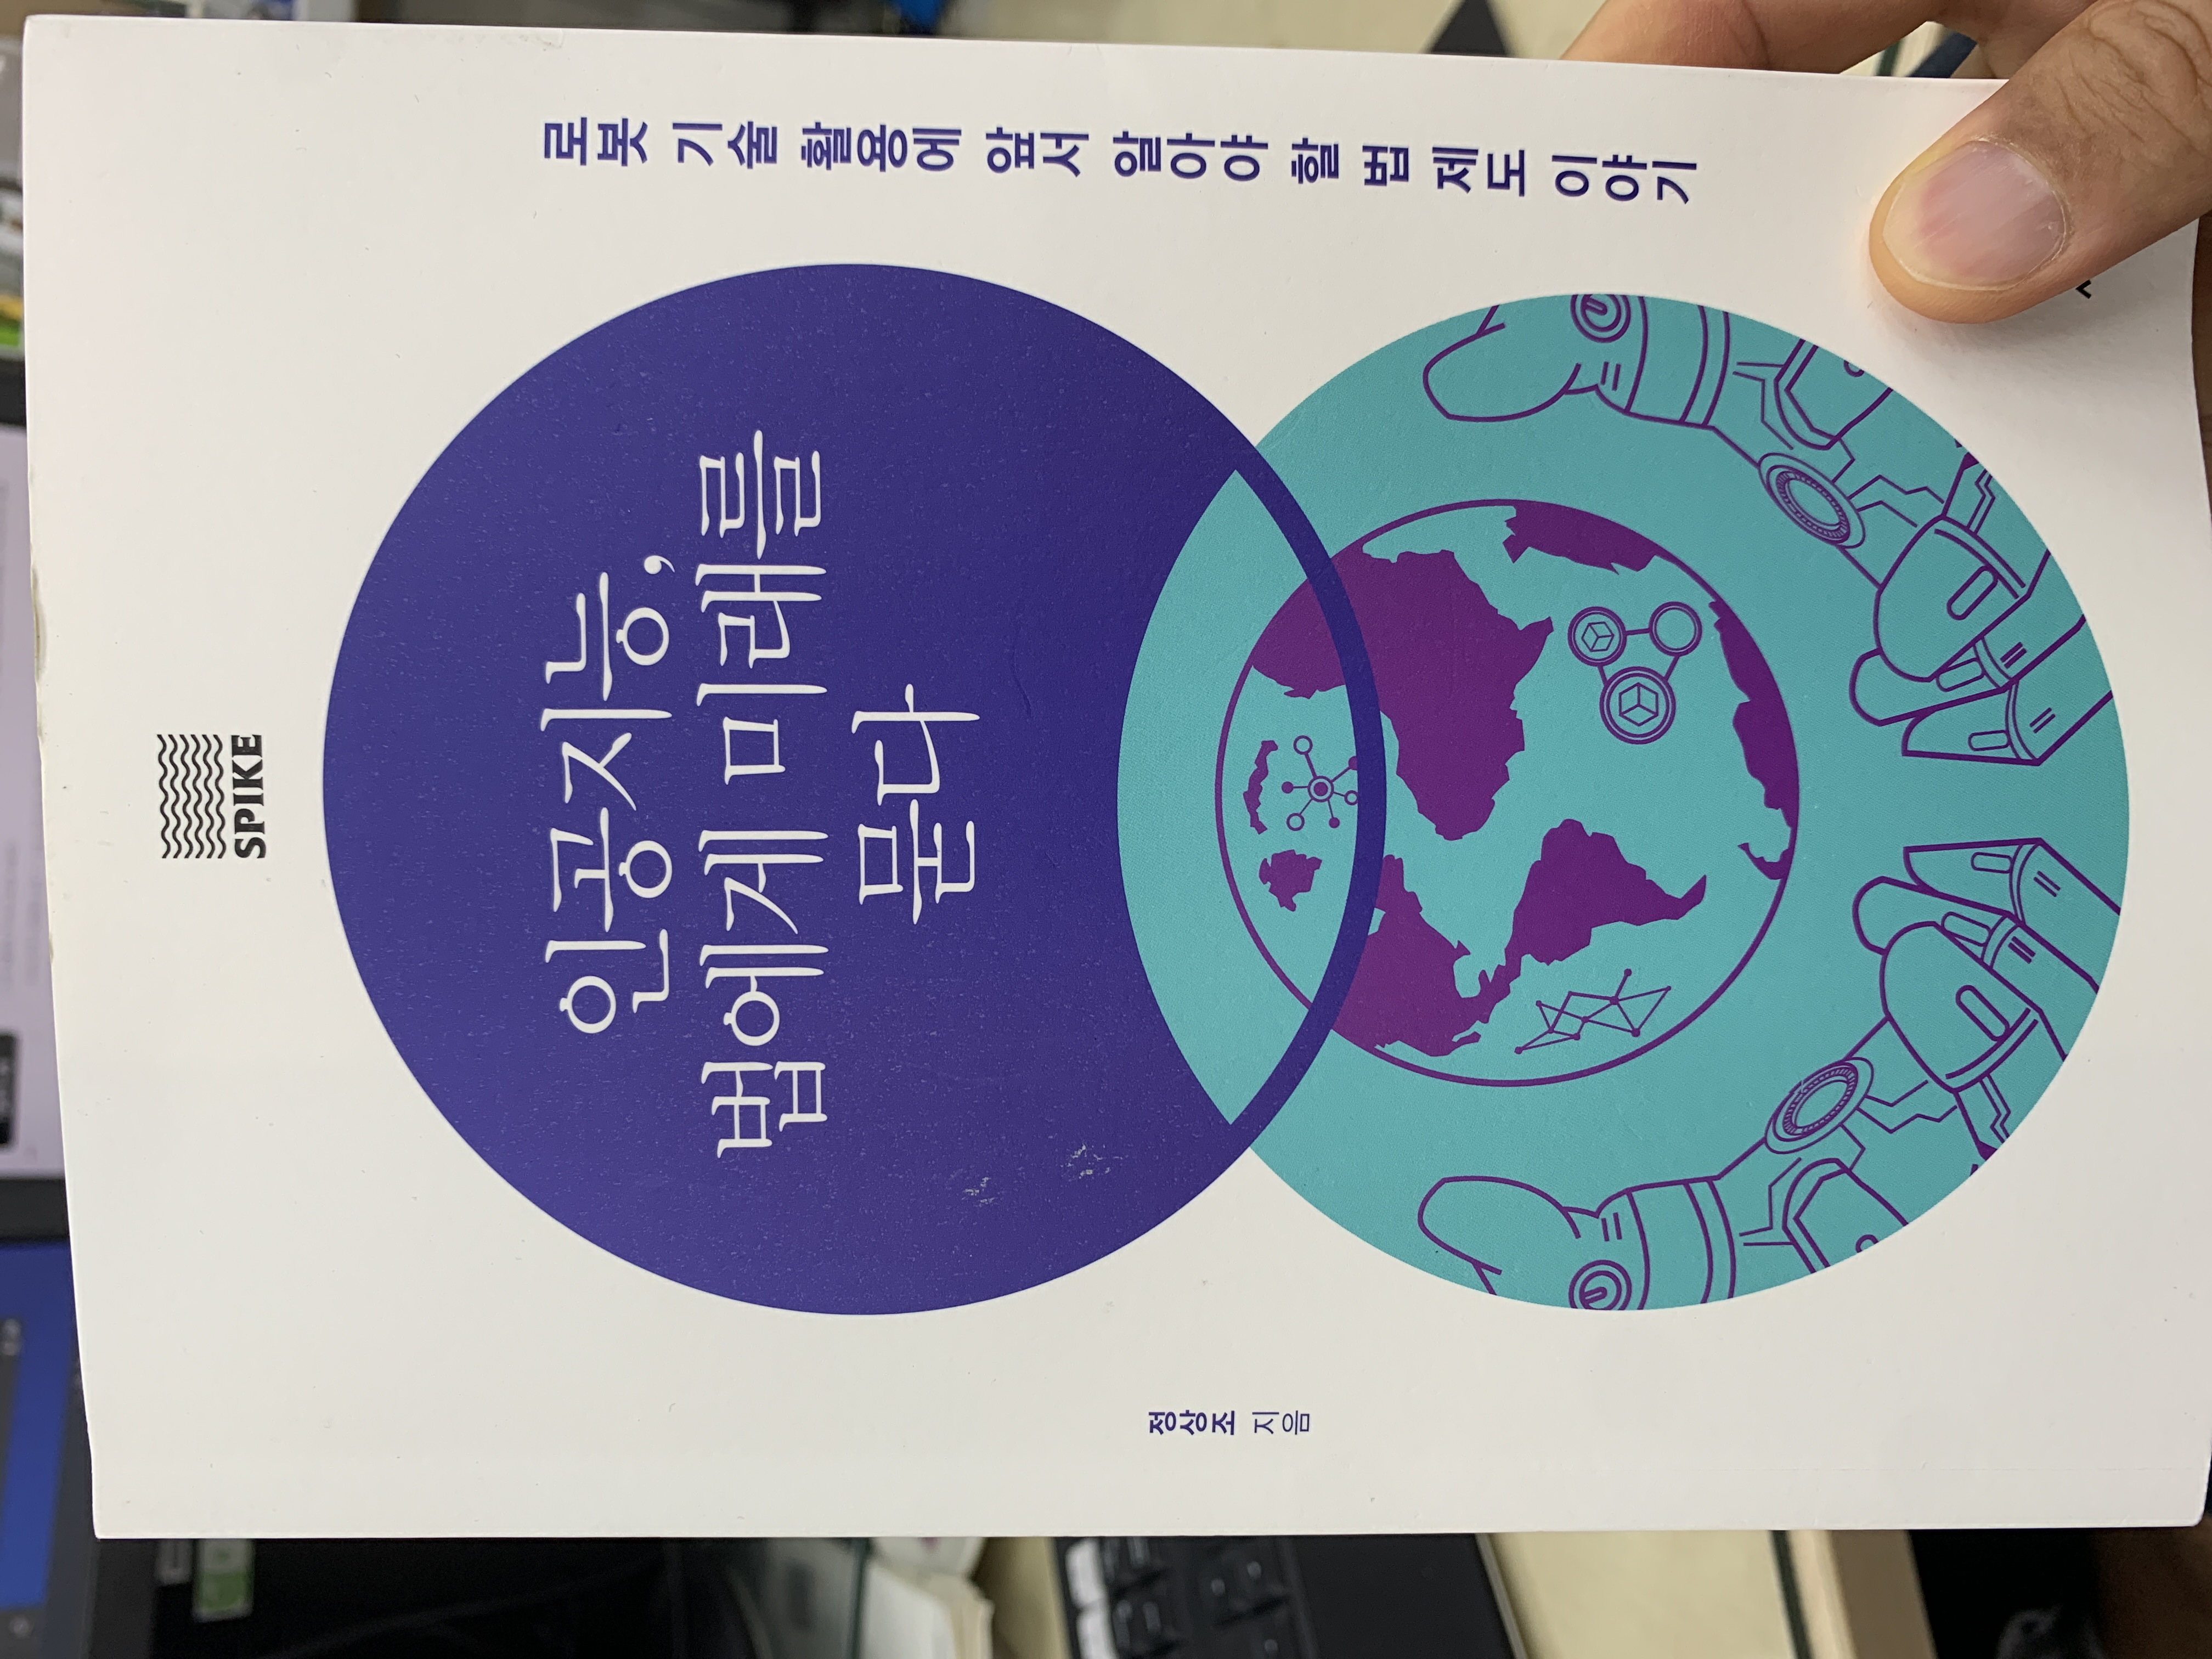 SPIKE
인공지능,
법에게 미래를
묻다
로봇 기술 활용에 앞서 알아야 할 법 제도 이야기
정상조 지음